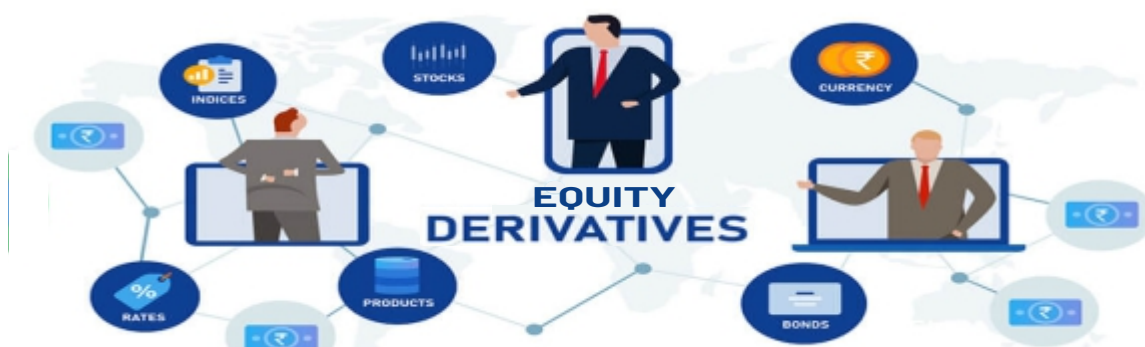 STOCKS
CURRENCY
INDICES
EQUITY
DERIVATIVES
RATES
PRODUCTS
BONDS
%
₹
₹
₹
₹
₹